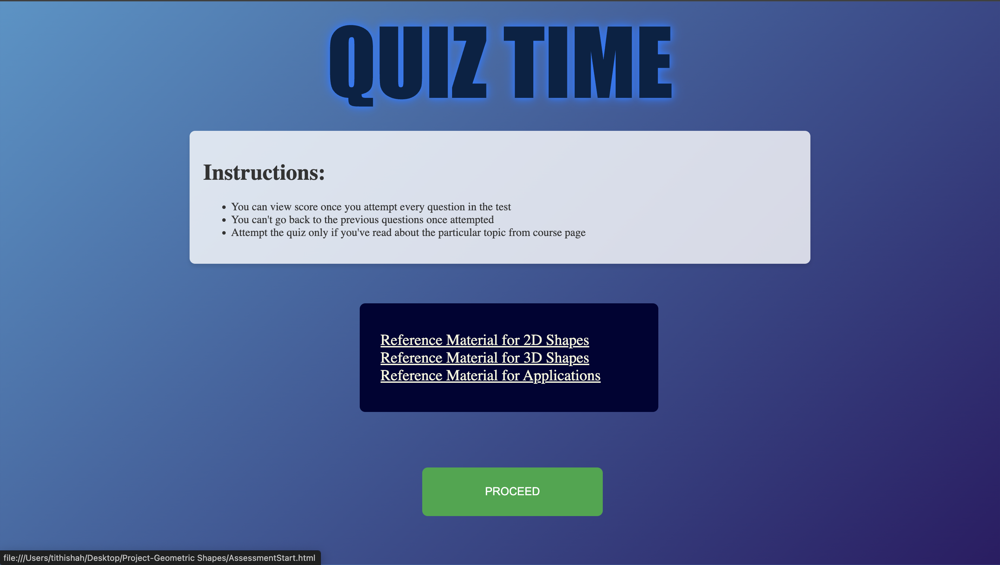 QUIZ TIME
Instructions:
• You can view score once you attempt every question in the test
• You can't go back to the previous questions once attempted
• Attempt the quiz only if you've read about the particular topic from course page
Reference Material for 2D Shapes
Reference Material for 3D Shapes
Reference Material for Applications
PROCEED
file:///Users/tithishah/Desktop/Project-Geometric Shapes/AssessmentStart.html